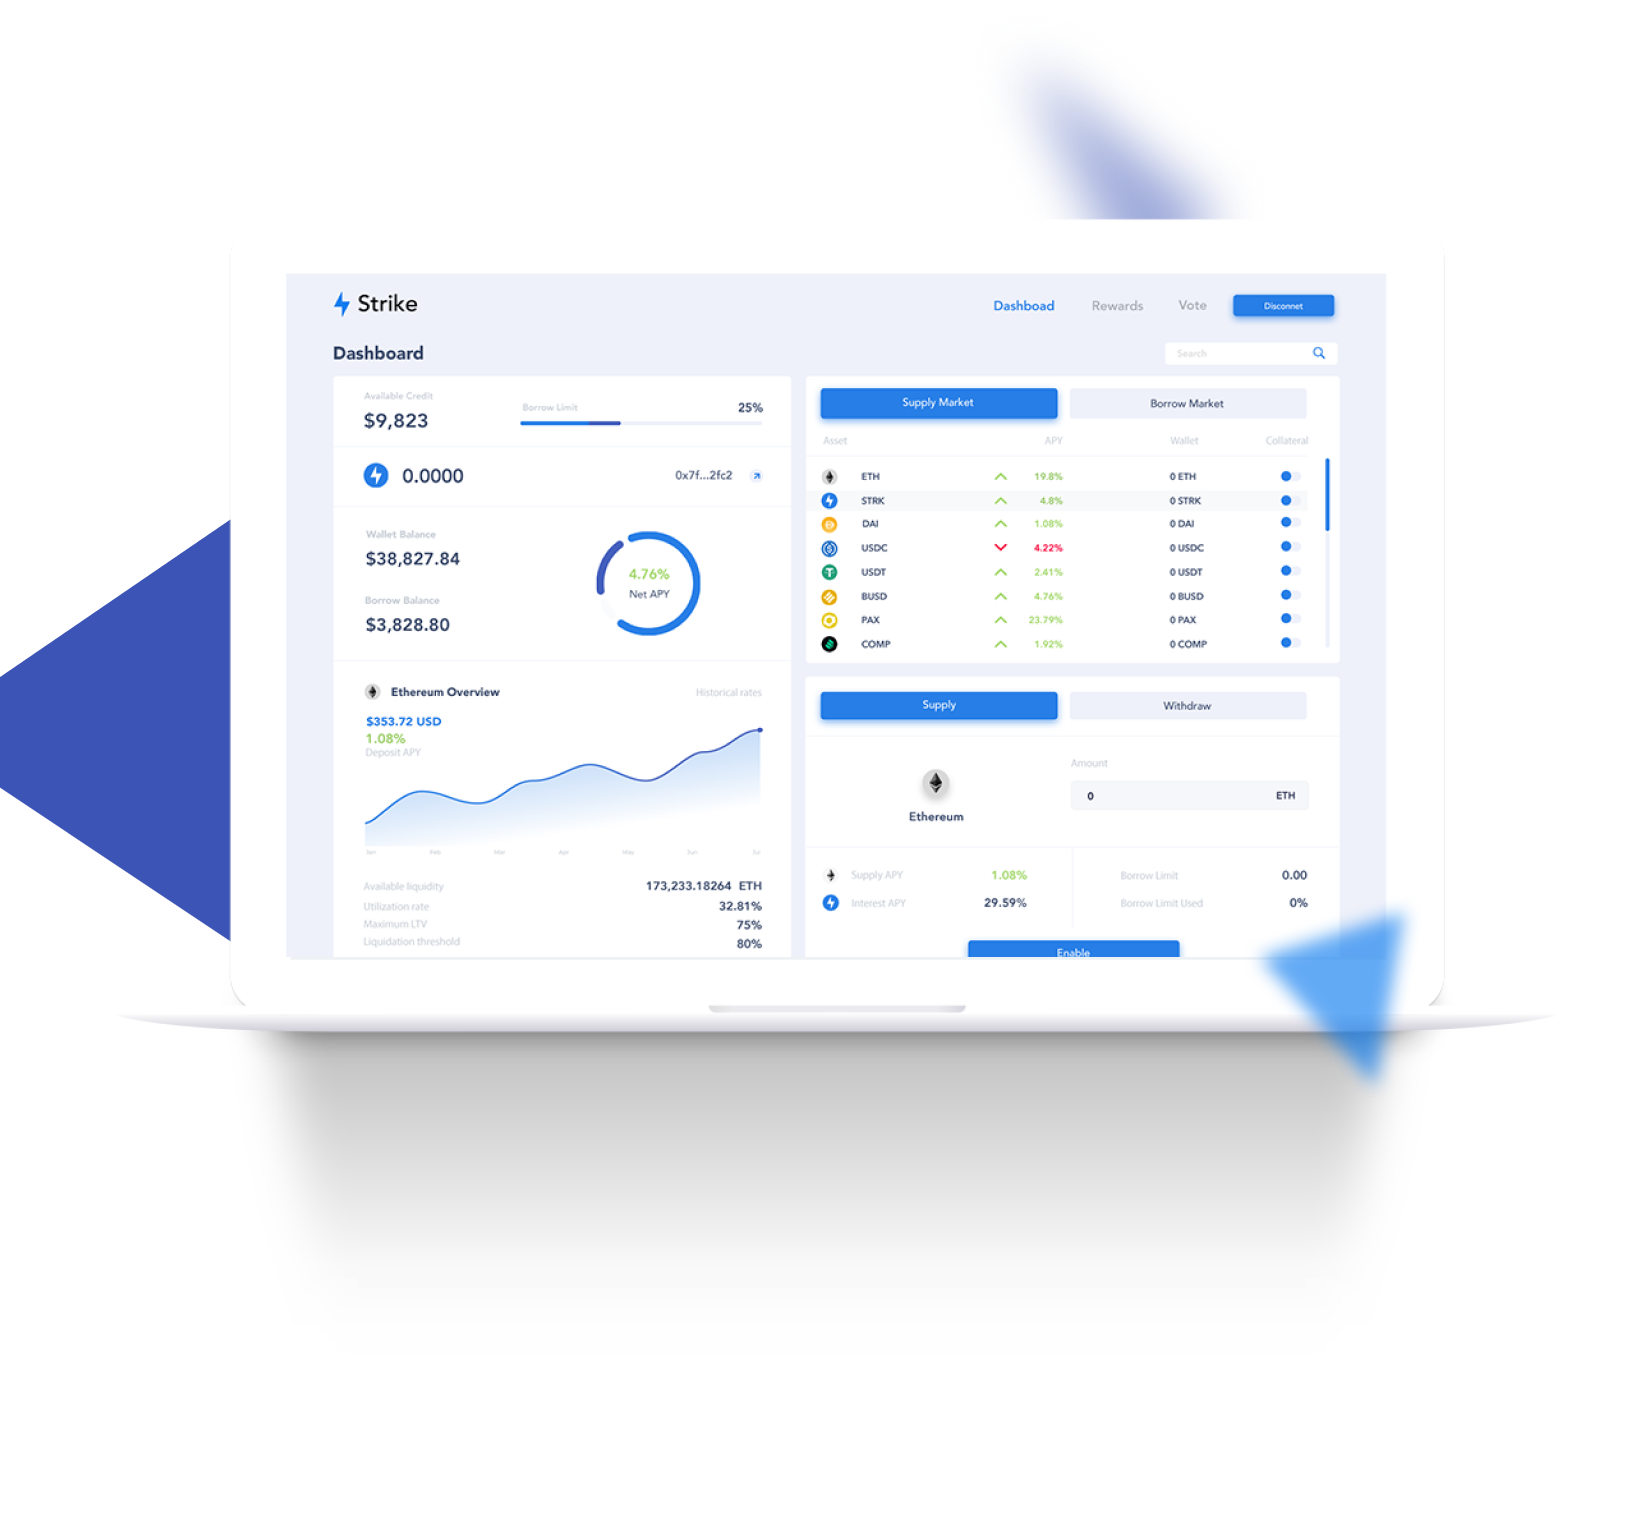 Strike
Dashboad
Rewards
Vote
Disconnet
Dashboard
Search
Available Credit
$9,823
Borrow Limit
25%
0.0000
0x7f...2fc2
Wallet Balance
$38,827.84
Borrow Balance
$3,828.80
4.76%
Net APY
Ethereum Overview
Historical rates
$353.72 USD
1.08%
Deposit APY
Jan Feb Mar Apr May Jun
Available liquidity 173,233.18264 ETH
Utilization rate 32.81%
Maximum LTV 75%
Liquidation threshold 80%
Supply Market
Borrow Market
Asset APY Wallet Collateral
ETH 19.8% 0 ETH
STRK 4.8% 0 STRK
DAI 1.08% 0 DAI
USDC 4.22% 0 USDC
USDT 2.41% 0 USDT
BUSD 4.76% 0 BUSD
PAX 23.79% 0 PAX
COMP 1.92% 0 COMP
Supply
Withdraw
Ethereum
Amount
0 ETH
Supply APY 1.08%
Interest APY 29.59%
Borrow Limit 0.00
Borrow Limit Used 0%
Enable